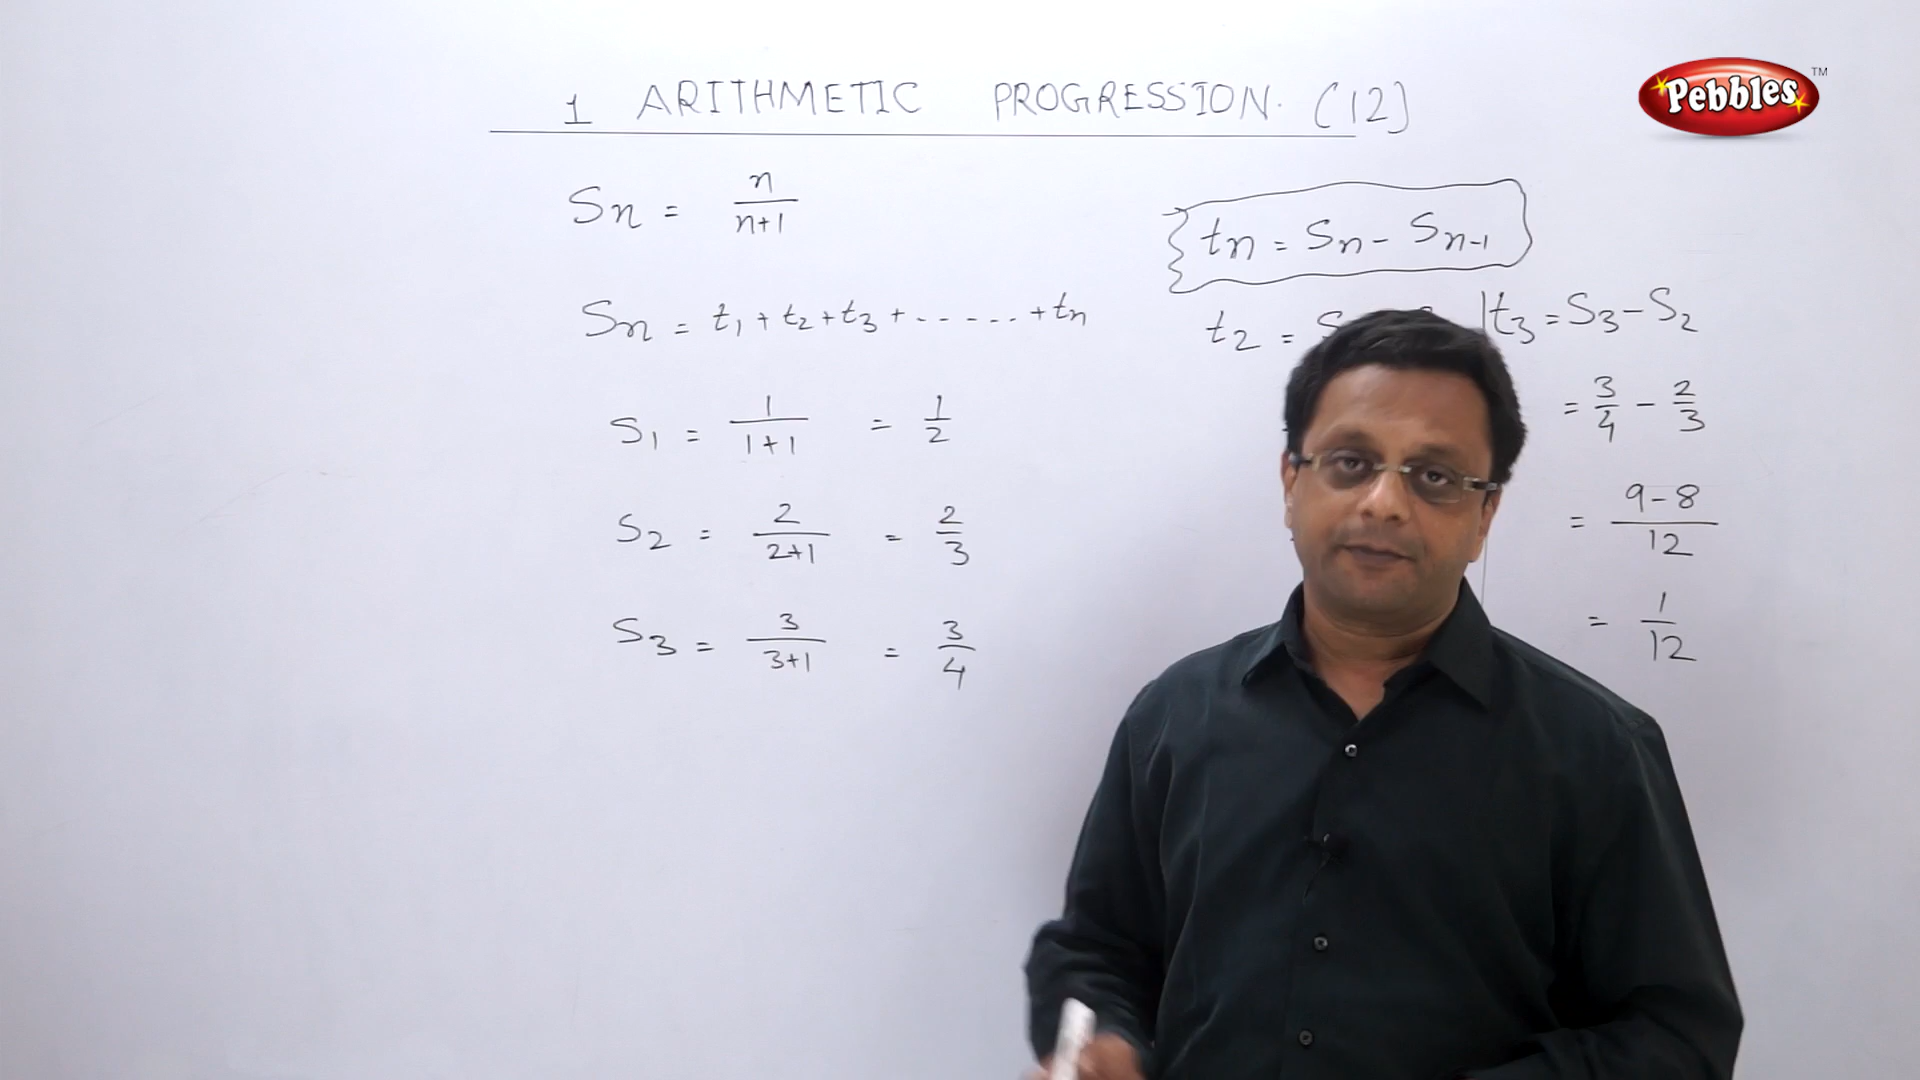 Pebbles™
1 ARITHMETIC PROGRESSION. (12)
Sn = n/(n+1)
Sn = t1 + t2 + t3 + ...... + tn
S1 = 1/(1+1) = 1/2
S2 = 2/(2+1) = 2/3
S3 = 3/(3+1) = 3/4
tn = Sn - Sn-1
t2 = S
t3 = S3 - S2
= 3/4 - 2/3
= (9-8)/12
= 1/12